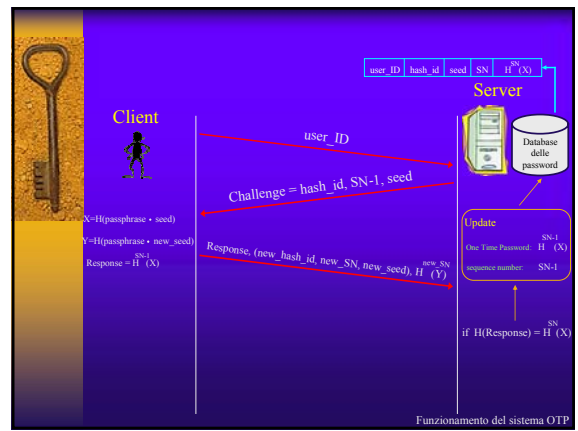 user_ID hash_id seed SN H^SN(X)
Server
Client
user_ID
Database
delle
password
Challenge = hash_id, SN-1, seed
X=H(passphrase • seed)
Y=H(passphrase • new_seed)
Response = H^SN-1(X)
Response, (new_hash_id, new_SN, new_seed), H^new_SN(Y)
Update
One Time Password: H^SN-1(X)
sequence number: SN-1
if H(Response) = H^SN(X)
Funzionamento del sistema OTP